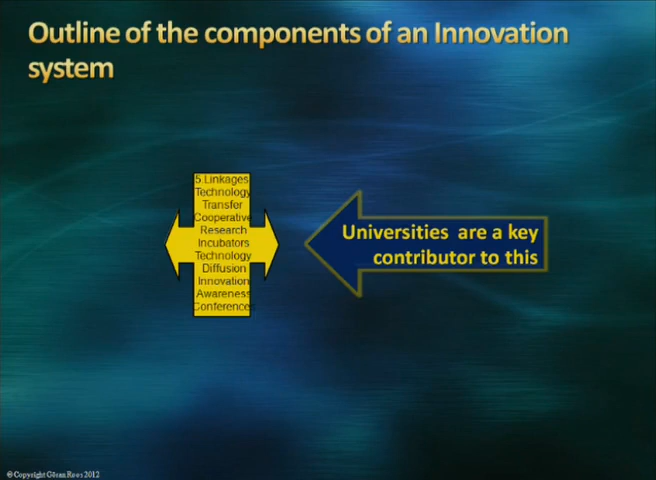 Outline of the components of an Innovation
system
5.Linkages
Technology
Transfer
Cooperative
Research
Incubators
Technology
Diffusion
Innovation
Awareness
Conferences
Universities are a key
contributor to this
©Copyright Göran Roos 2012